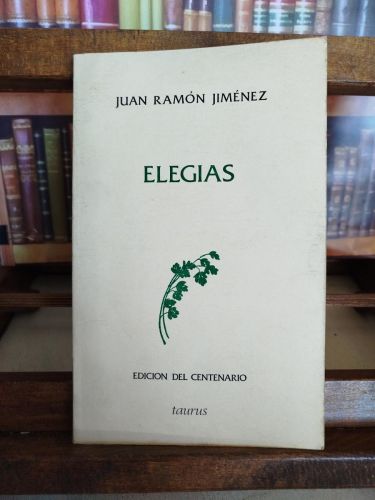 JUAN RAMÓN JIMÉNEZ
ELEGIAS
EDICION DEL CENTENARIO
taurus